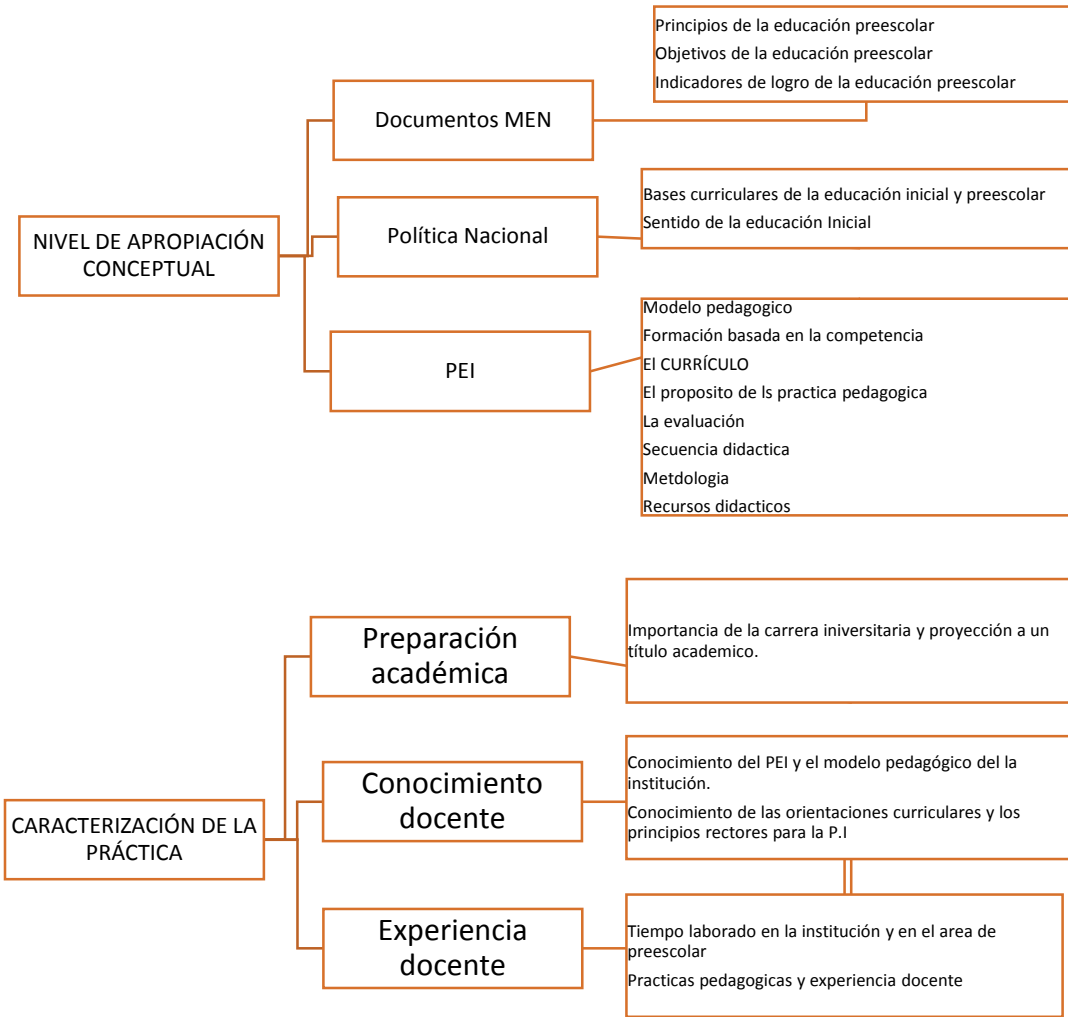 Principios de la educación preescolar
Objetivos de la educación preescolar
Indicadores de logro de la educación preescolar
Documentos MEN
Bases curriculares de la educación inicial y preescolar
Sentido de la educación Inicial
Política Nacional
NIVEL DE APROPIACIÓN
CONCEPTUAL
Modelo pedagogico
Formación basada en la competencia
El CURRÍCULO
El proposito de ls practica pedagogica
La evaluación
Secuencia didactica
Metdologia
Recursos didacticos
PEI
Preparación
académica
Importancia de la carrera iniversitaria y proyección a un
título academico.
Conocimiento
docente
Conocimiento del PEI y el modelo pedagógico del la
institución.
Conocimiento de las orientaciones curriculares y los
principios rectores para la P.I
CARACTERIZACIÓN DE LA
PRÁCTICA
Experiencia
docente
Tiempo laborado en la institución y en el area de
preescolar
Practicas pedagogicas y experiencia docente